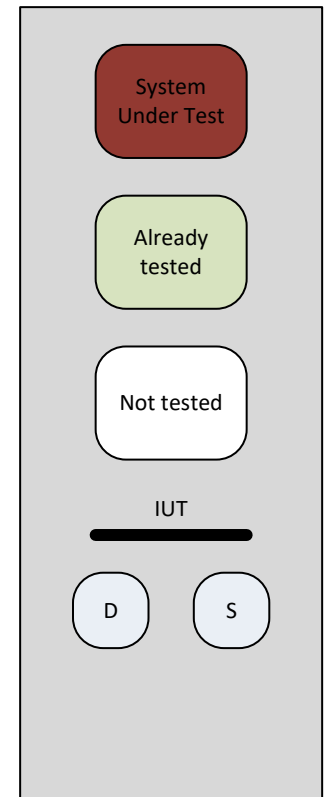 System
Under Test
Already
tested
Not tested
IUT
D S